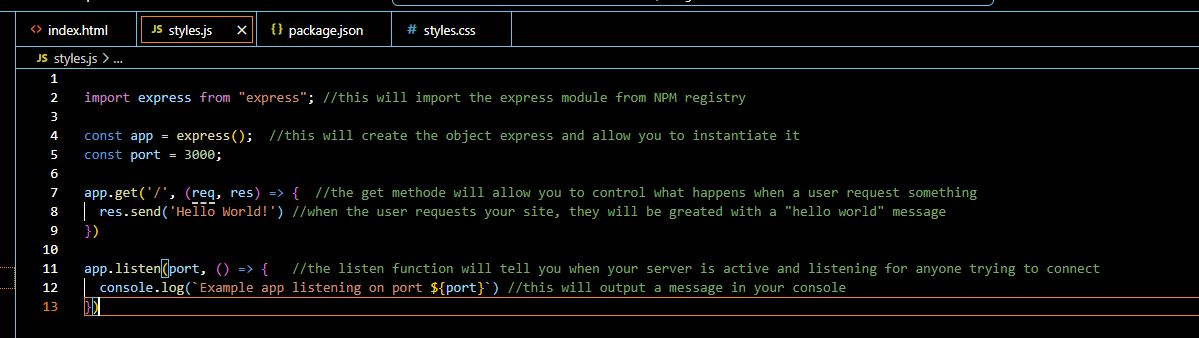 index.html
JS styles.js
{} package.json
# styles.css
JS styles.js > ...
1
2 import express from "express"; //this will import the express module from NPM registry
3
4 const app = express();  //this will create the object express and allow you to instantiate it
5 const port = 3000;
6
7 app.get('/', (req, res) => {  //the get methode will allow you to control what happens when a user request something
8   res.send('Hello World!') //when the user requests your site, they will be greated with a "hello world" message
9 })
10
11 app.listen(port, () => {   //the listen function will tell you when your server is active and listening for anyone trying to connect
12   console.log(`Example app listening on port ${port}`) //this will output a message in your console
13 })